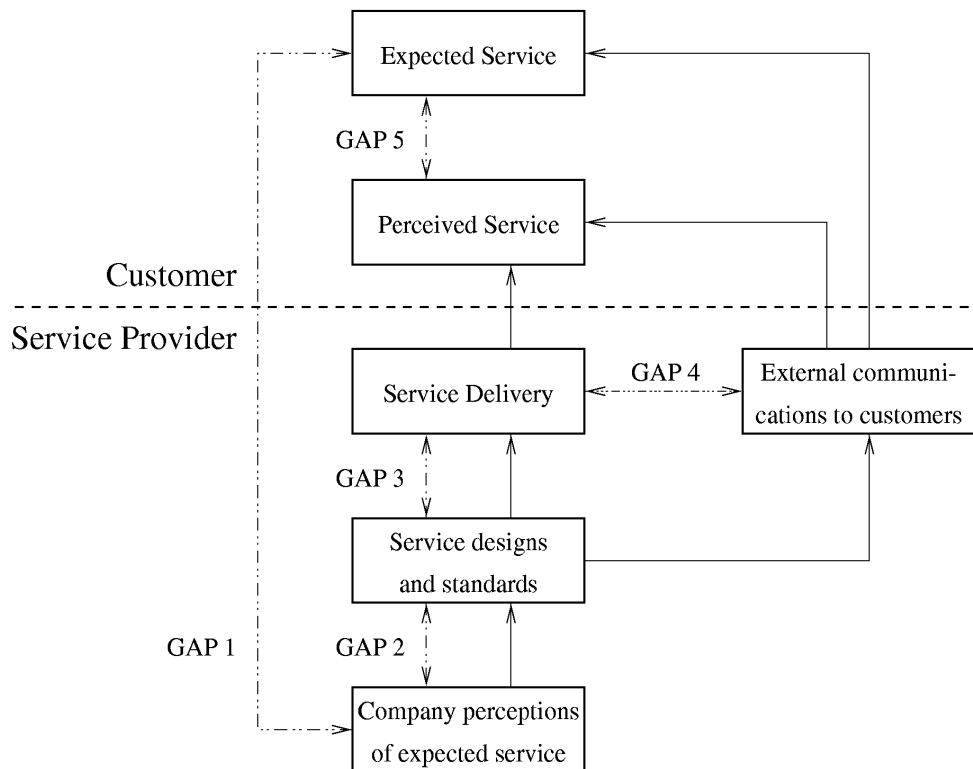 Expected Service
GAP 5
Perceived Service
Customer
Service Provider
Service Delivery
GAP 4
External communi-
cations to customers
GAP 3
Service designs
and standards
GAP 1
GAP 2
Company perceptions
of expected service